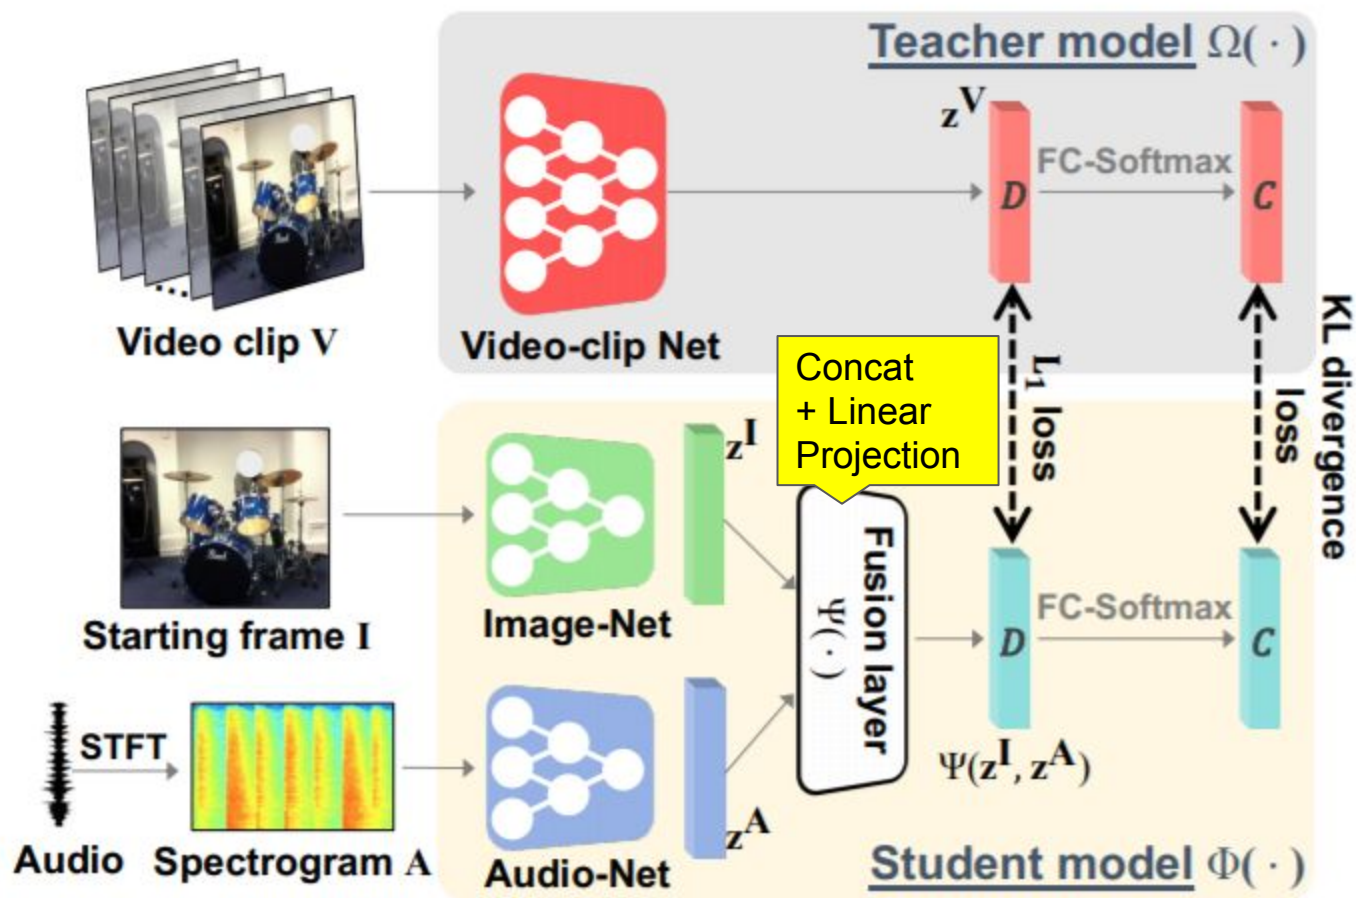 Teacher model Ω( · )
z^V
FC-Softmax
D
C
Video clip V
Video-clip Net
L₁ loss
KL divergence
loss
Concat
+ Linear
Projection
z^I
Starting frame I
Image-Net
Fusion layer
Ψ( · )
D
FC-Softmax
C
Ψ(z^I, z^A)
STFT
Audio
Spectrogram A
z^A
Audio-Net
Student model Φ( · )